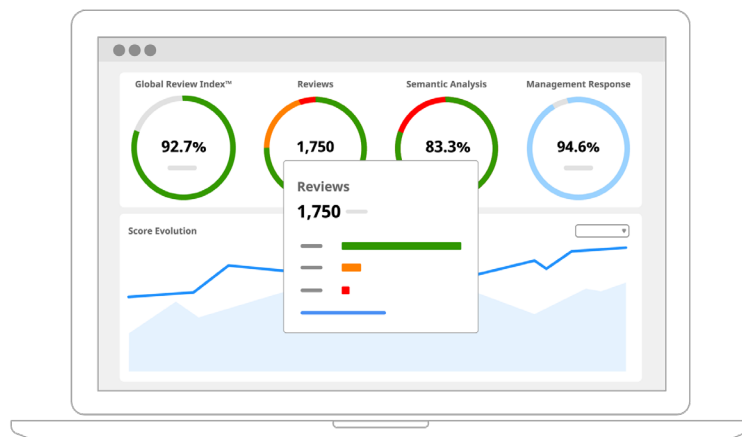 Global Review Index™
Reviews
Semantic Analysis
Management Response
92.7%
1,750
83.3%
94.6%
Reviews
1,750
Score Evolution